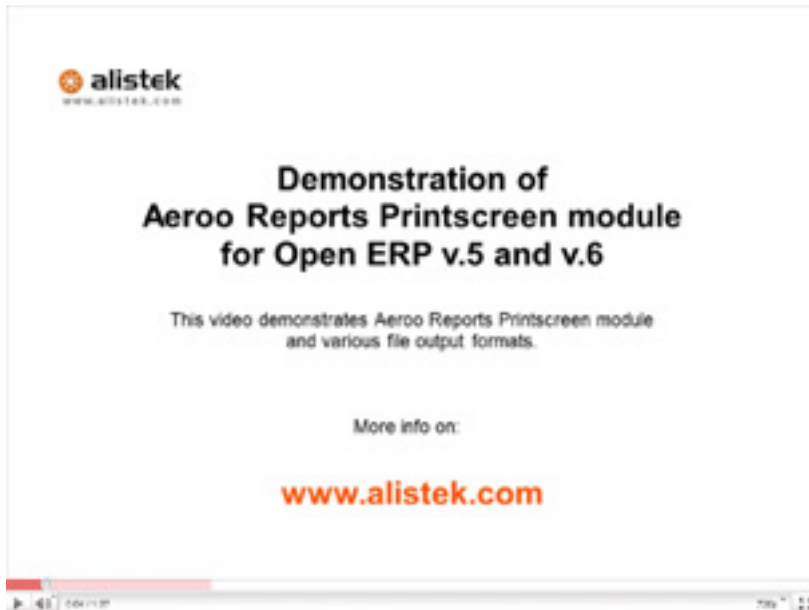 alistek
www.alistek.com
Demonstration of
Aeroo Reports Printscreen module
for Open ERP v.5 and v.6
This video demonstrates Aeroo Reports Printscreen module
and various file output formats.
More info on:
www.alistek.com